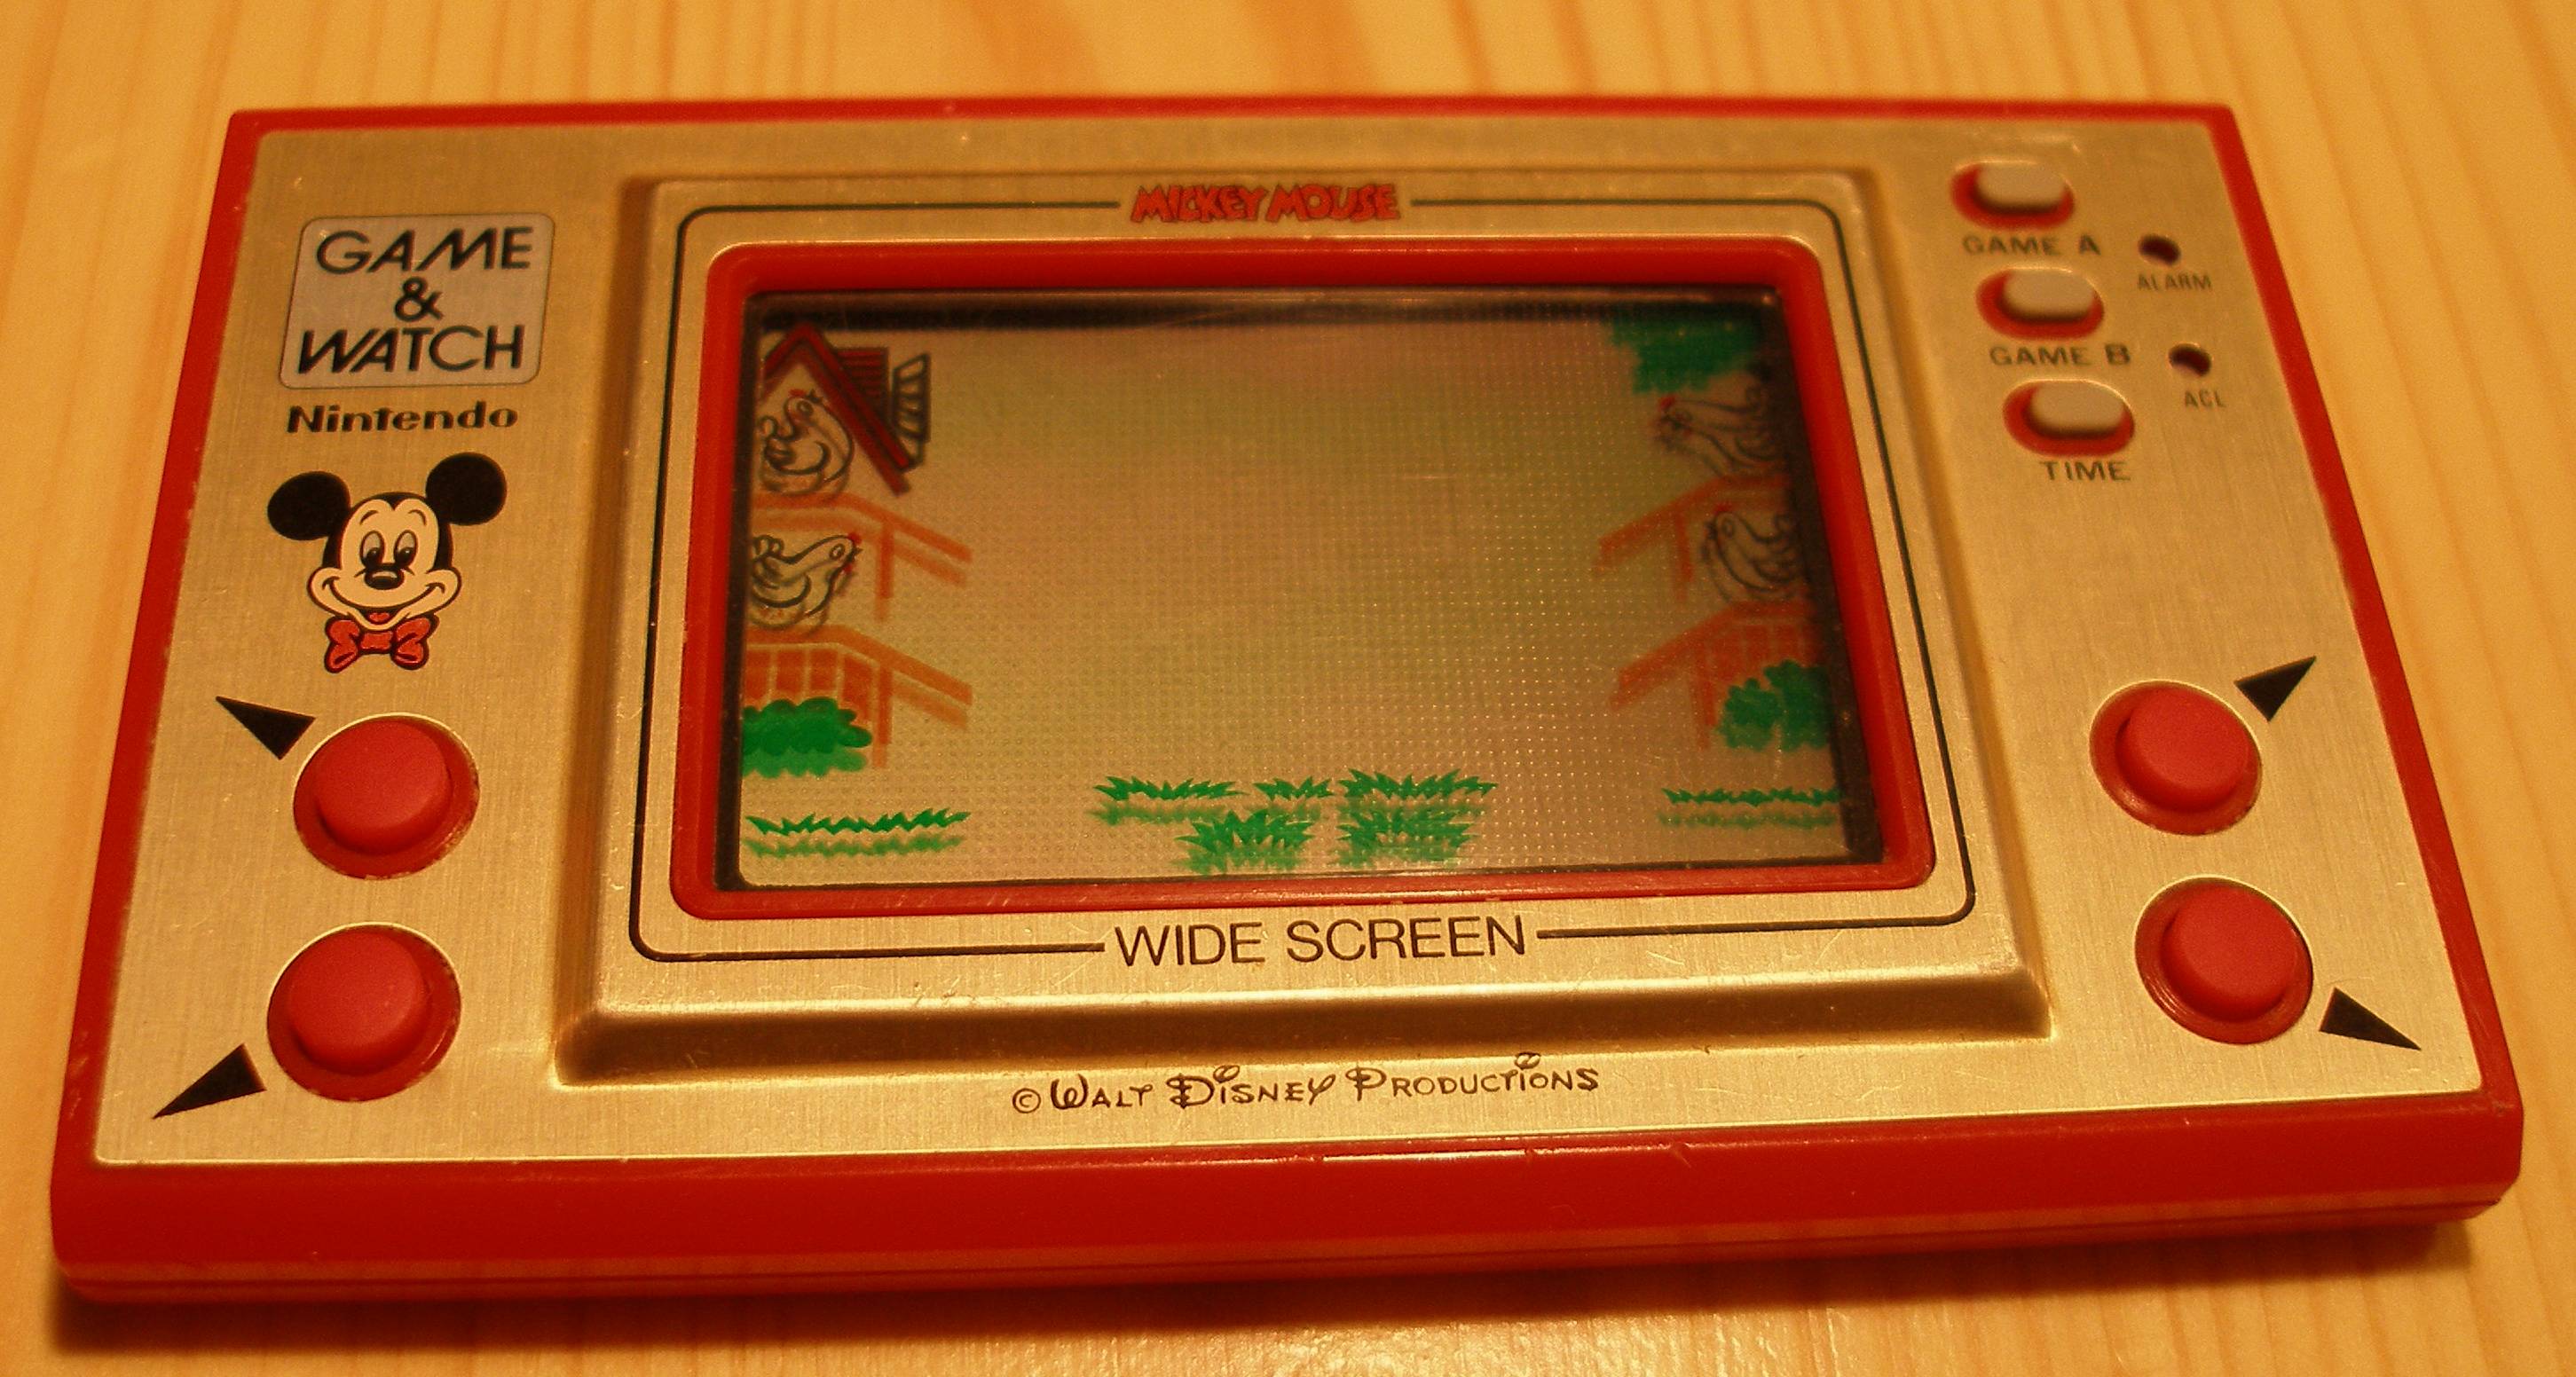 GAME
&
WATCH
Nintendo
MICKEY MOUSE
GAME A
ALARM
GAME B
ACL
TIME
WIDE SCREEN
© WALT DISNEY PRODUCTIONS